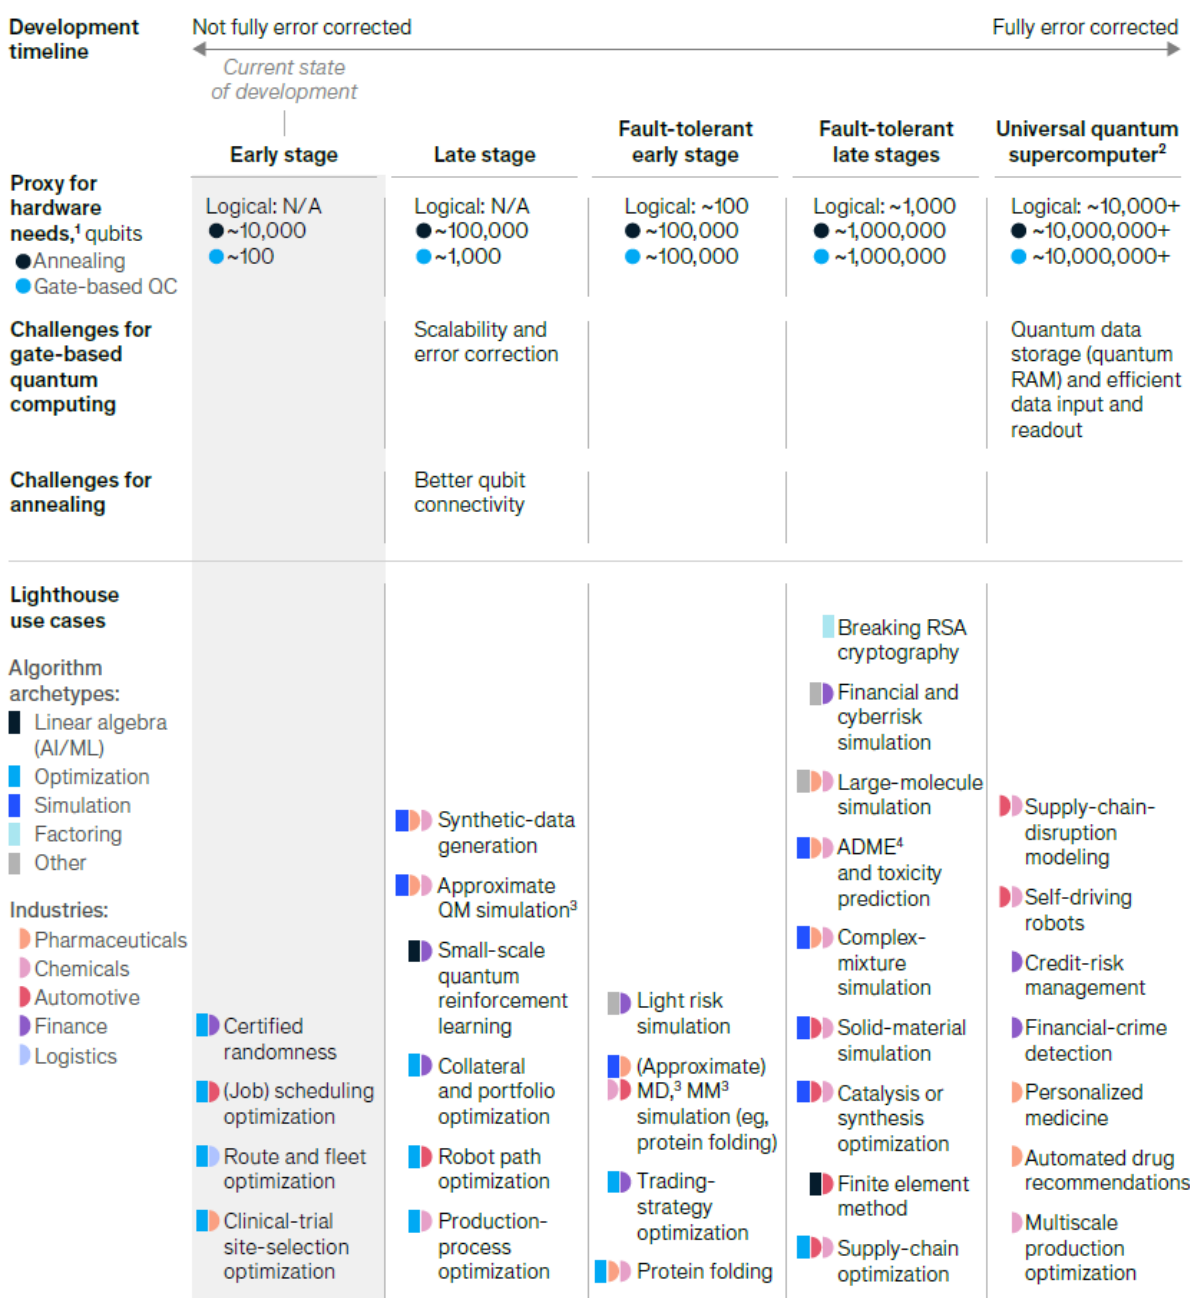 Development
timeline
Not fully error corrected
Fully error corrected
Current state
of development
Early stage
Late stage
Fault-tolerant
early stage
Fault-tolerant
late stages
Universal quantum
supercomputer²
Proxy for
hardware
needs,¹ qubits
Annealing
Gate-based QC
Logical: N/A
~10,000
~100
Logical: N/A
~100,000
~1,000
Logical: ~100
~100,000
~100,000
Logical: ~1,000
~1,000,000
~1,000,000
Logical: ~10,000+
~10,000,000+
~10,000,000+
Challenges for
gate-based
quantum
computing
Scalability and
error correction
Quantum data
storage (quantum
RAM) and efficient
data input and
readout
Challenges for
annealing
Better qubit
connectivity
Lighthouse
use cases
Algorithm
archetypes:
Linear algebra
(AI/ML)
Optimization
Simulation
Factoring
Other
Industries:
Pharmaceuticals
Chemicals
Automotive
Finance
Logistics
Certified
randomness
(Job) scheduling
optimization
Route and fleet
optimization
Clinical-trial
site-selection
optimization
Synthetic-data
generation
Approximate
QM simulation³
Small-scale
quantum
reinforcement
learning
Collateral
and portfolio
optimization
Robot path
optimization
Production-
process
optimization
Light risk
simulation
(Approximate)
MD,³ MM³
simulation (eg,
protein folding)
Trading-
strategy
optimization
Protein folding
Breaking RSA
cryptography
Financial and
cyberrisk
simulation
Large-molecule
simulation
ADME⁴
and toxicity
prediction
Complex-
mixture
simulation
Solid-material
simulation
Catalysis or
synthesis
optimization
Finite element
method
Supply-chain
optimization
Supply-chain-
disruption
modeling
Self-driving
robots
Credit-risk
management
Financial-crime
detection
Personalized
medicine
Automated drug
recommendations
Multiscale
production
optimization